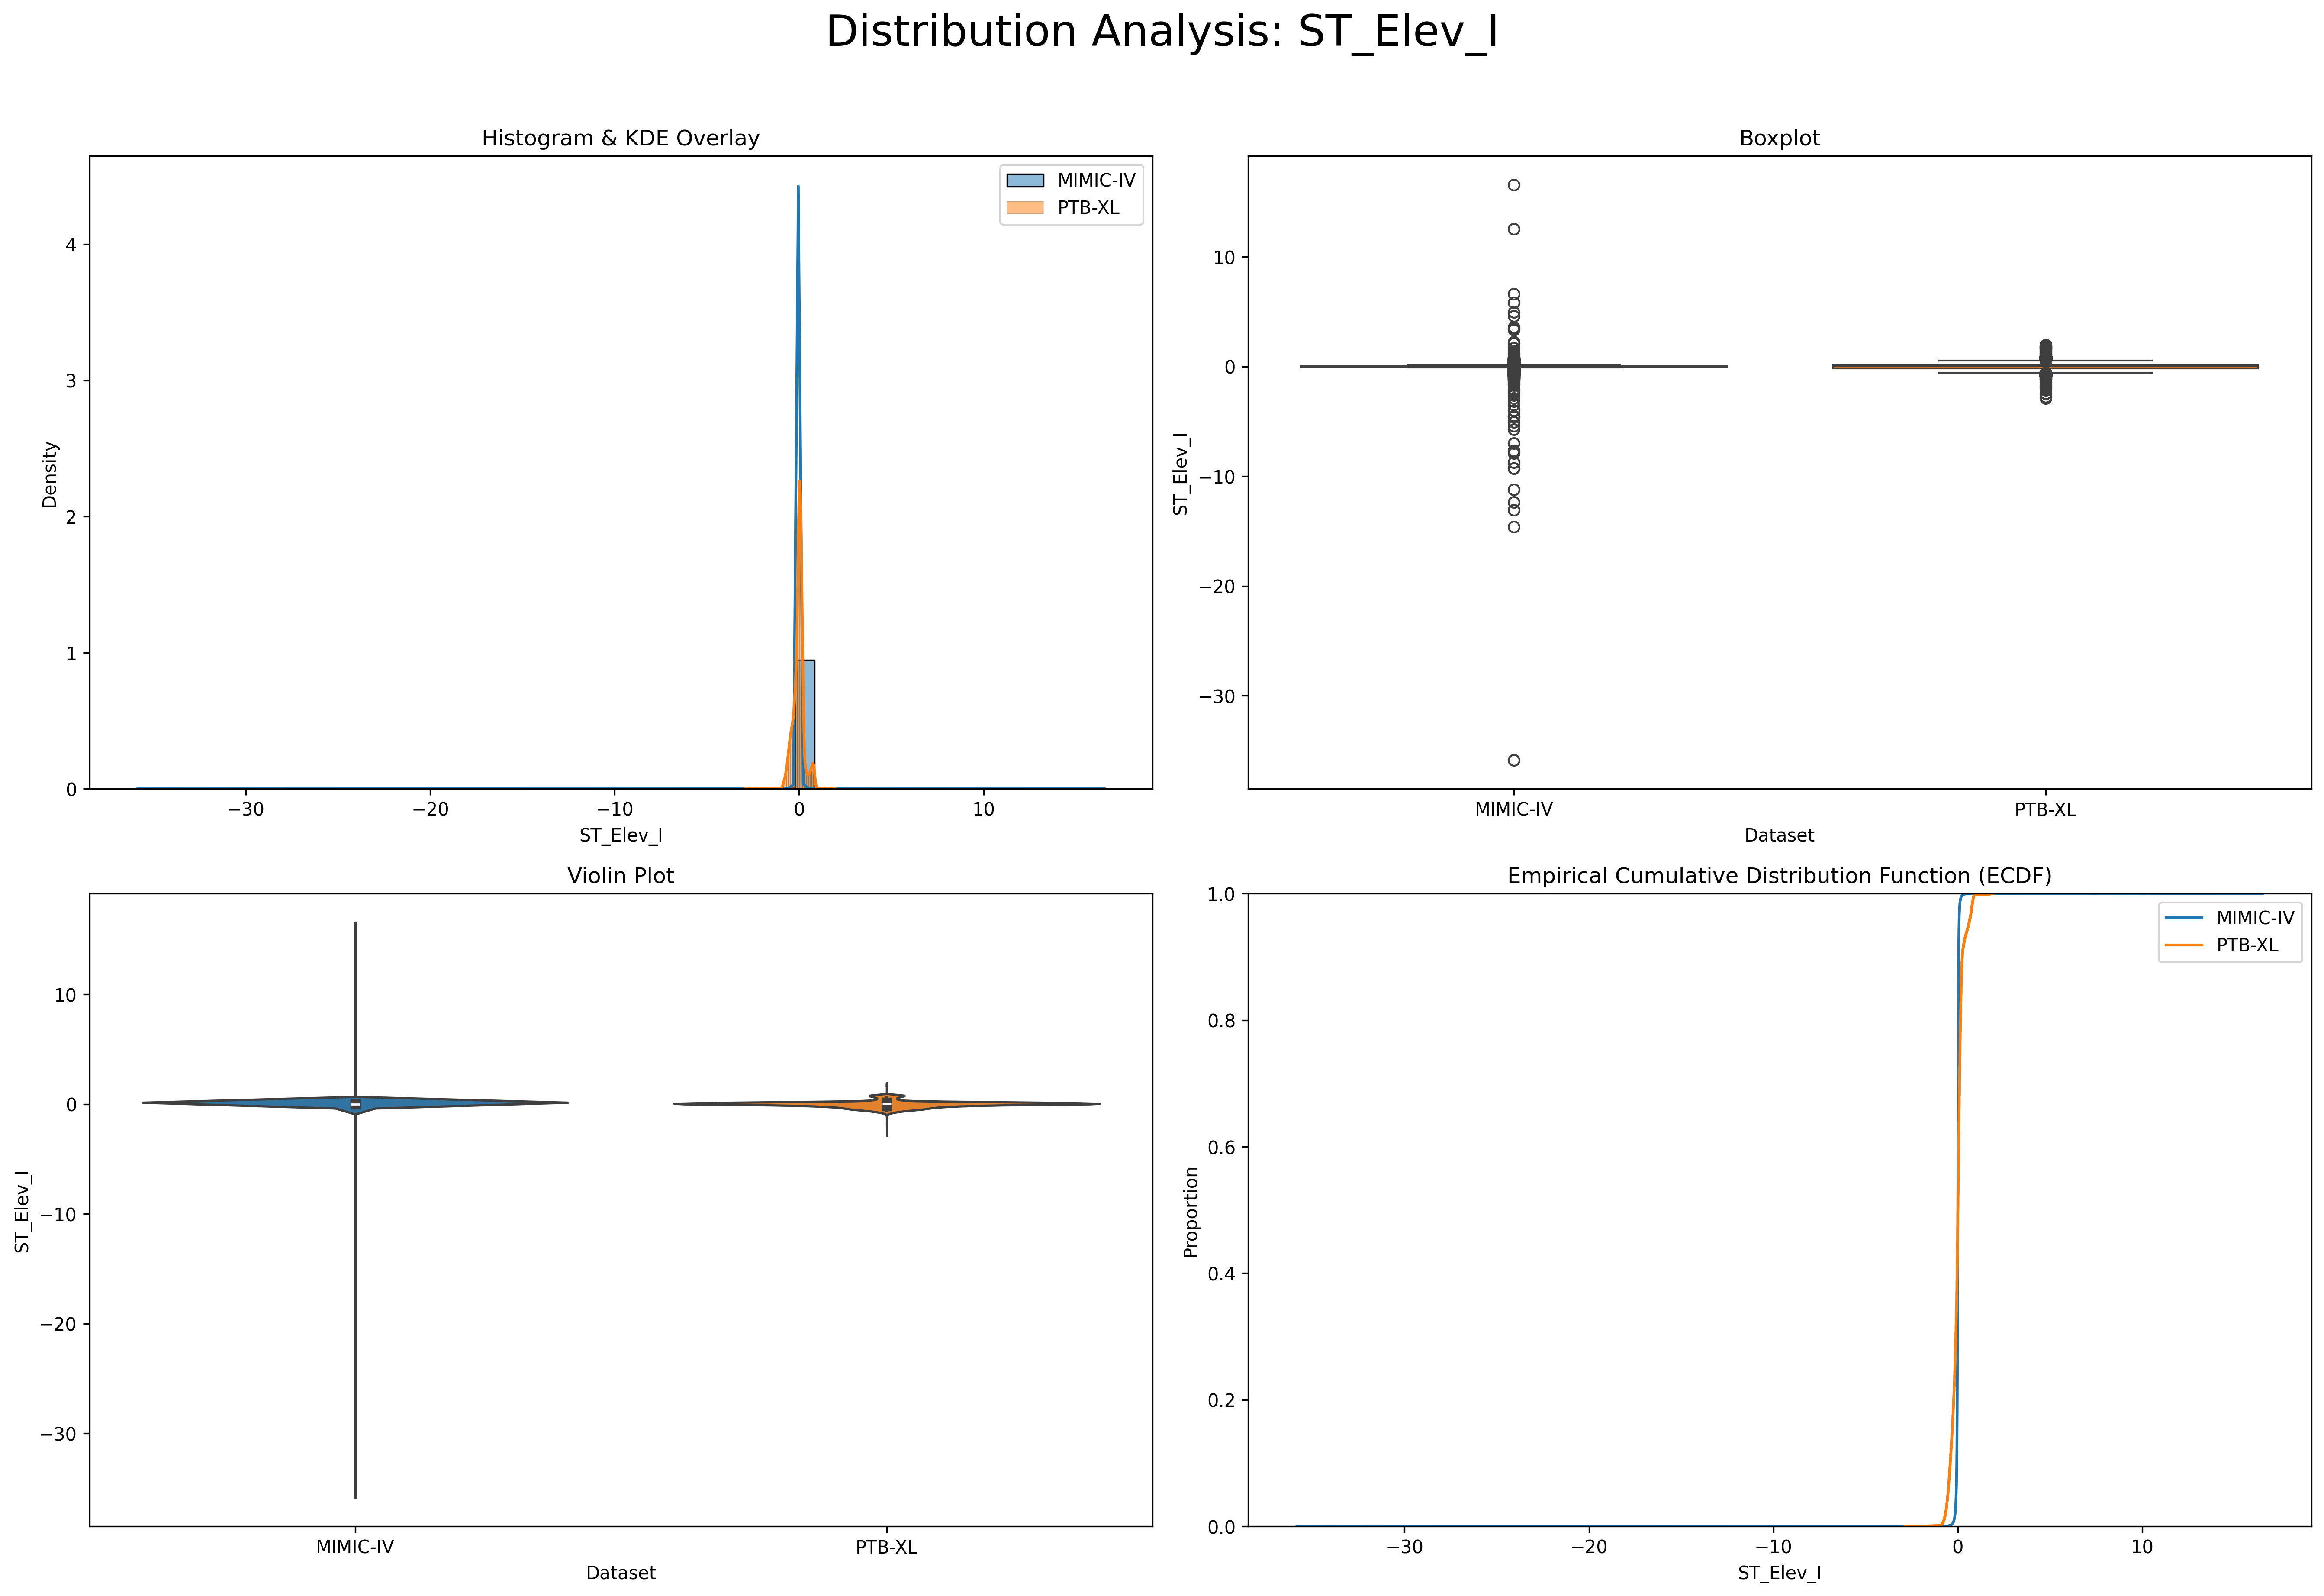 Distribution Analysis: ST_Elev_I
Histogram & KDE Overlay
MIMIC-IV
PTB-XL
4
3
2
1
0
Density
−30
−20
−10
0
10
ST_Elev_I
Boxplot
10
0
−10
−20
−30
ST_Elev_I
MIMIC-IV
PTB-XL
Dataset
Violin Plot
10
0
−10
−20
−30
ST_Elev_I
MIMIC-IV
PTB-XL
Dataset
Empirical Cumulative Distribution Function (ECDF)
MIMIC-IV
PTB-XL
1.0
0.8
0.6
0.4
0.2
0.0
Proportion
−30
−20
−10
0
10
ST_Elev_I